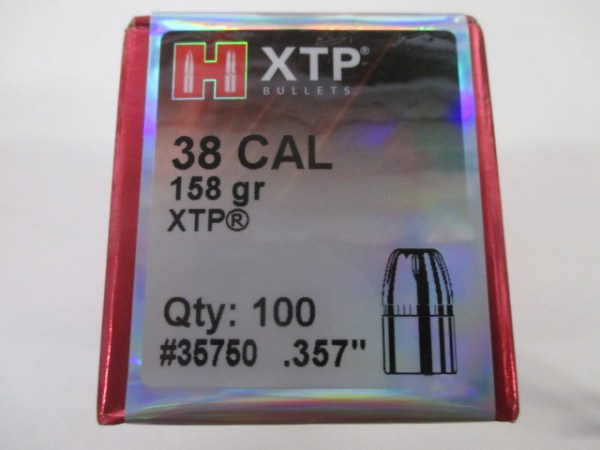 H XTP®
BULLETS
38 CAL
158 gr
XTP®
Qty: 100
#35750 .357"